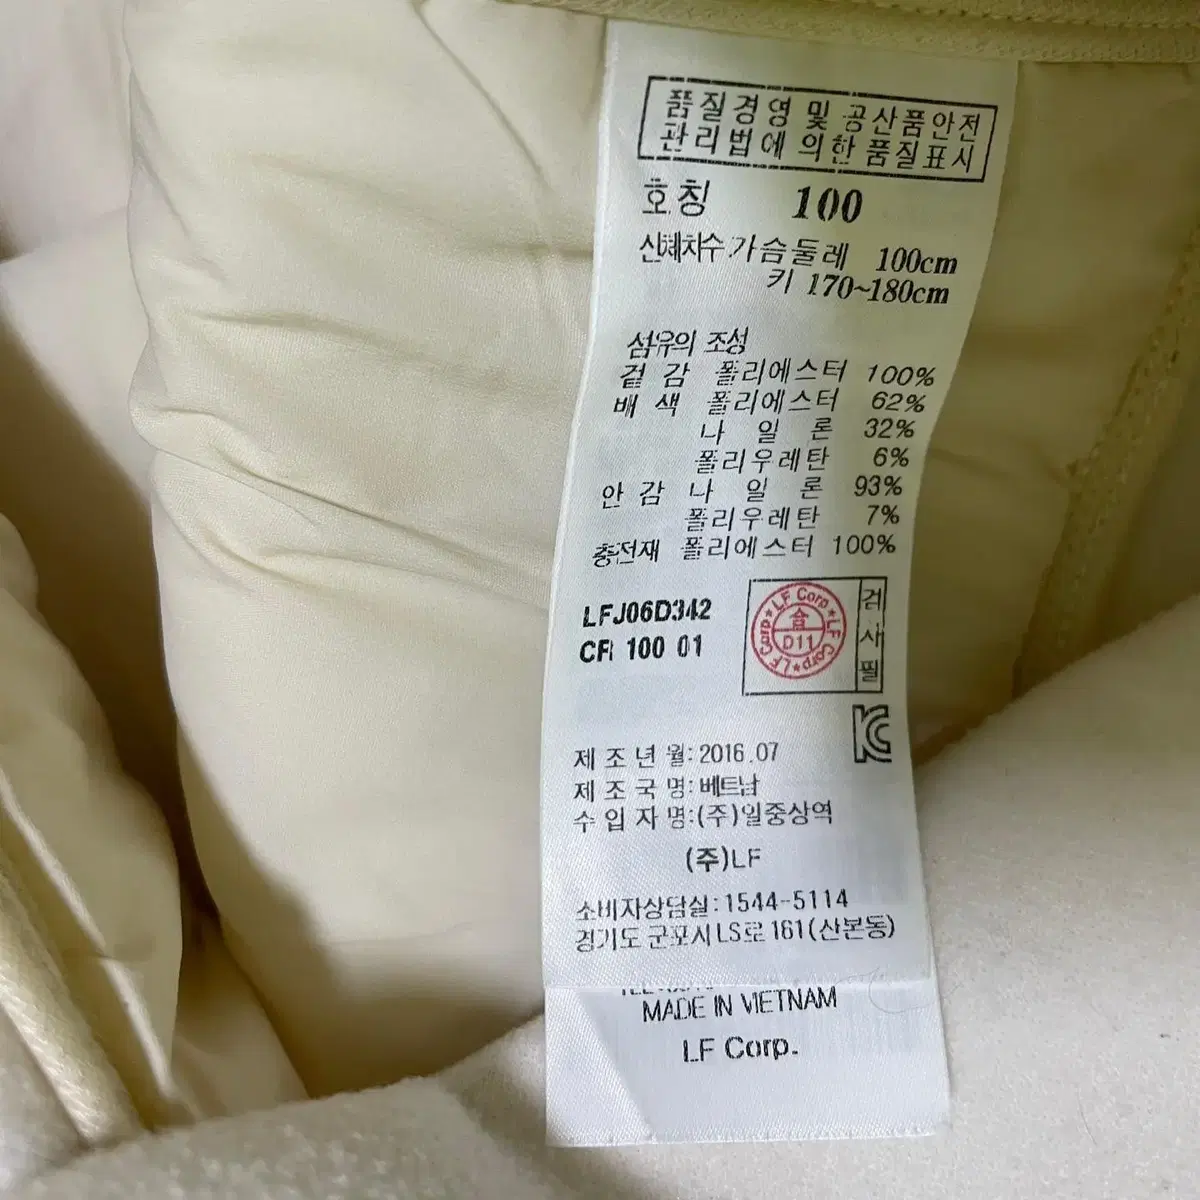 품질경영 및 공산품안전
관리법에 의한 품질표시
호칭 100
신체치수 가슴둘레 100cm
키 170~180cm
섬유의 조성
겉 감 폴리에스터 100%
배 색 폴리에스터 62%
나 일 론 32%
폴리우레탄 6%
안 감 나 일 론 93%
폴리우레탄 7%
충전재 폴리에스터 100%
LFJ06D342
CR 100 01
LF Corp ★ LF Corp ★ LF Corp ★
合
D11
검사필
제 조 년 월: 2016.07
제 조 국 명: 베트남
수 입 자 명:(주)일중상역
(주)LF
소비자상담실:1544-5114
경기도 군포시 LS로 161(산본동)
MADE IN VIETNAM
LF Corp.